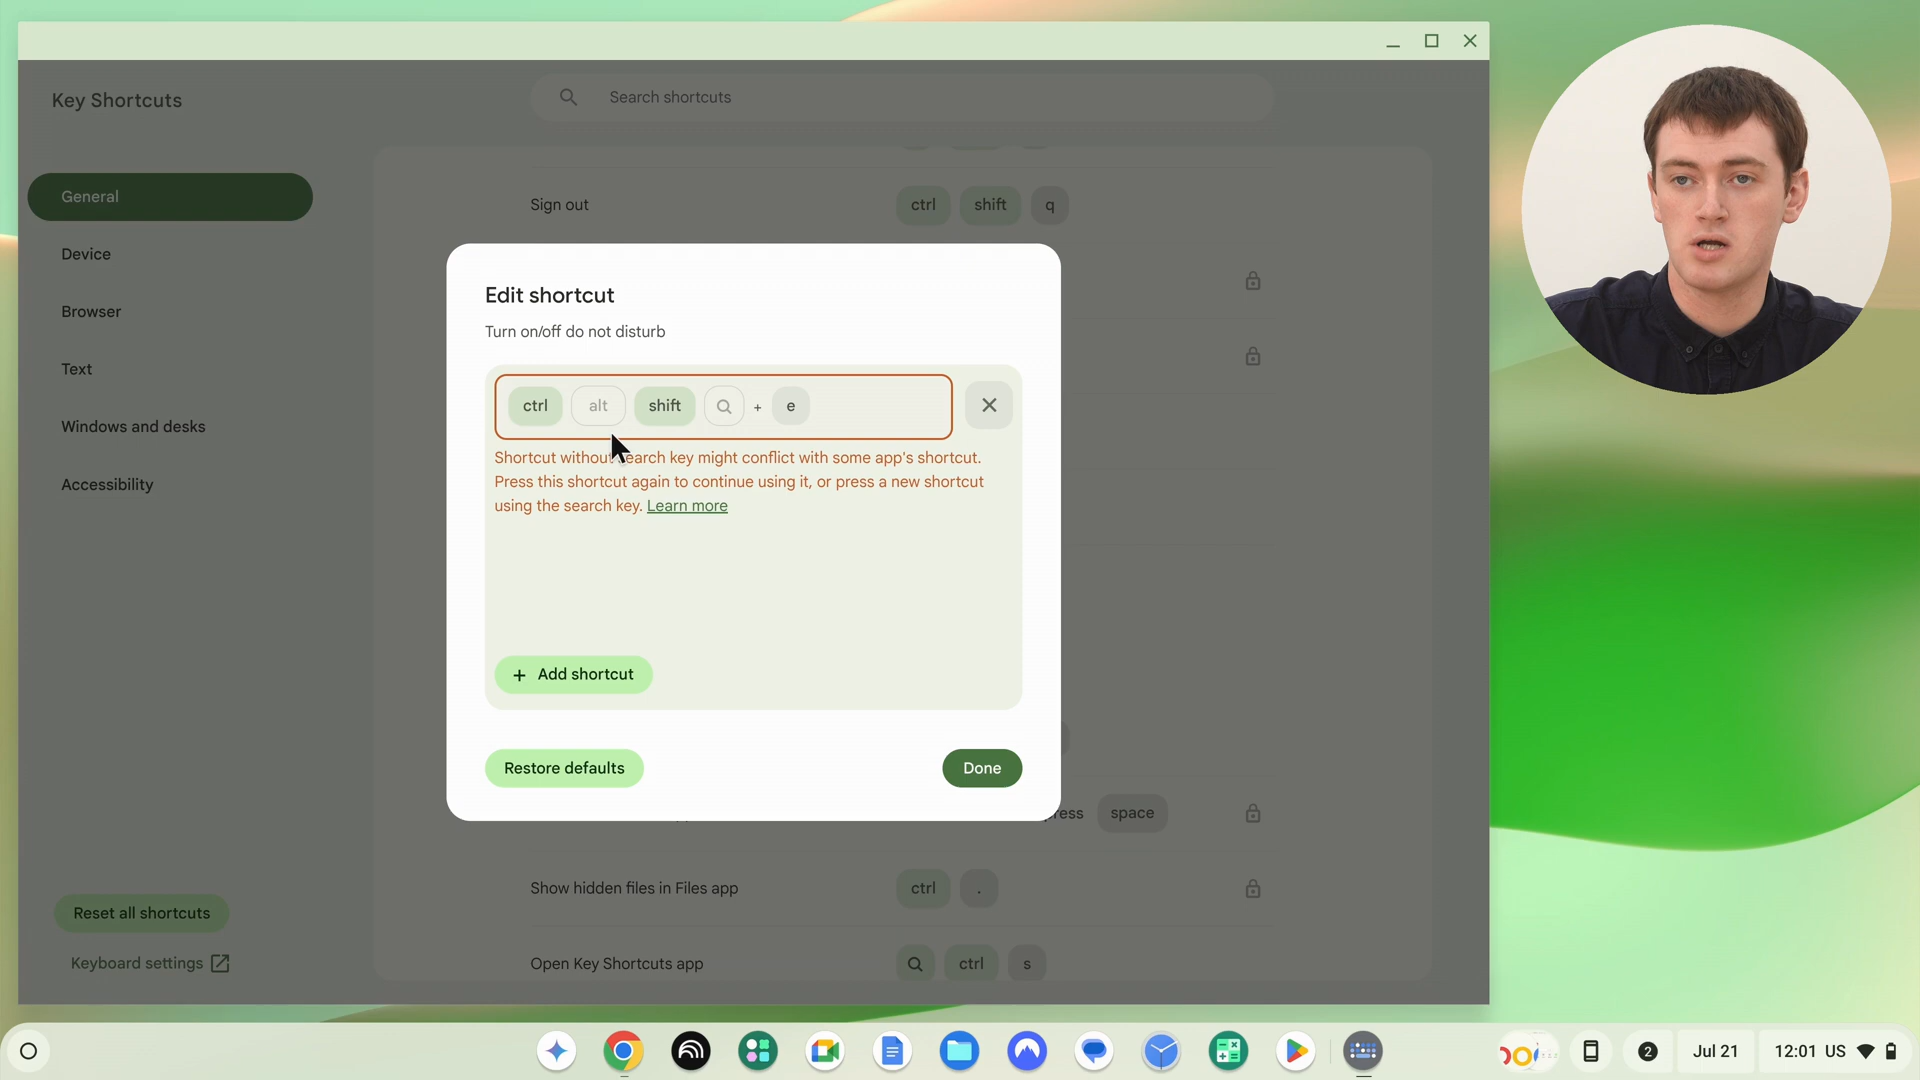 Key Shortcuts
Search shortcuts
General
Device
Browser
Text
Windows and desks
Accessibility
Reset all shortcuts
Keyboard settings
Sign out
ctrl shift q
Edit shortcut
Turn on/off do not disturb
ctrl alt shift + e
Shortcut without search key might conflict with some app's shortcut.
Press this shortcut again to continue using it, or press a new shortcut
using the search key. Learn more
+ Add shortcut
Restore defaults
Done
space
Show hidden files in Files app
ctrl .
Open Key Shortcuts app
ctrl s
2
Jul 21
12:01 US